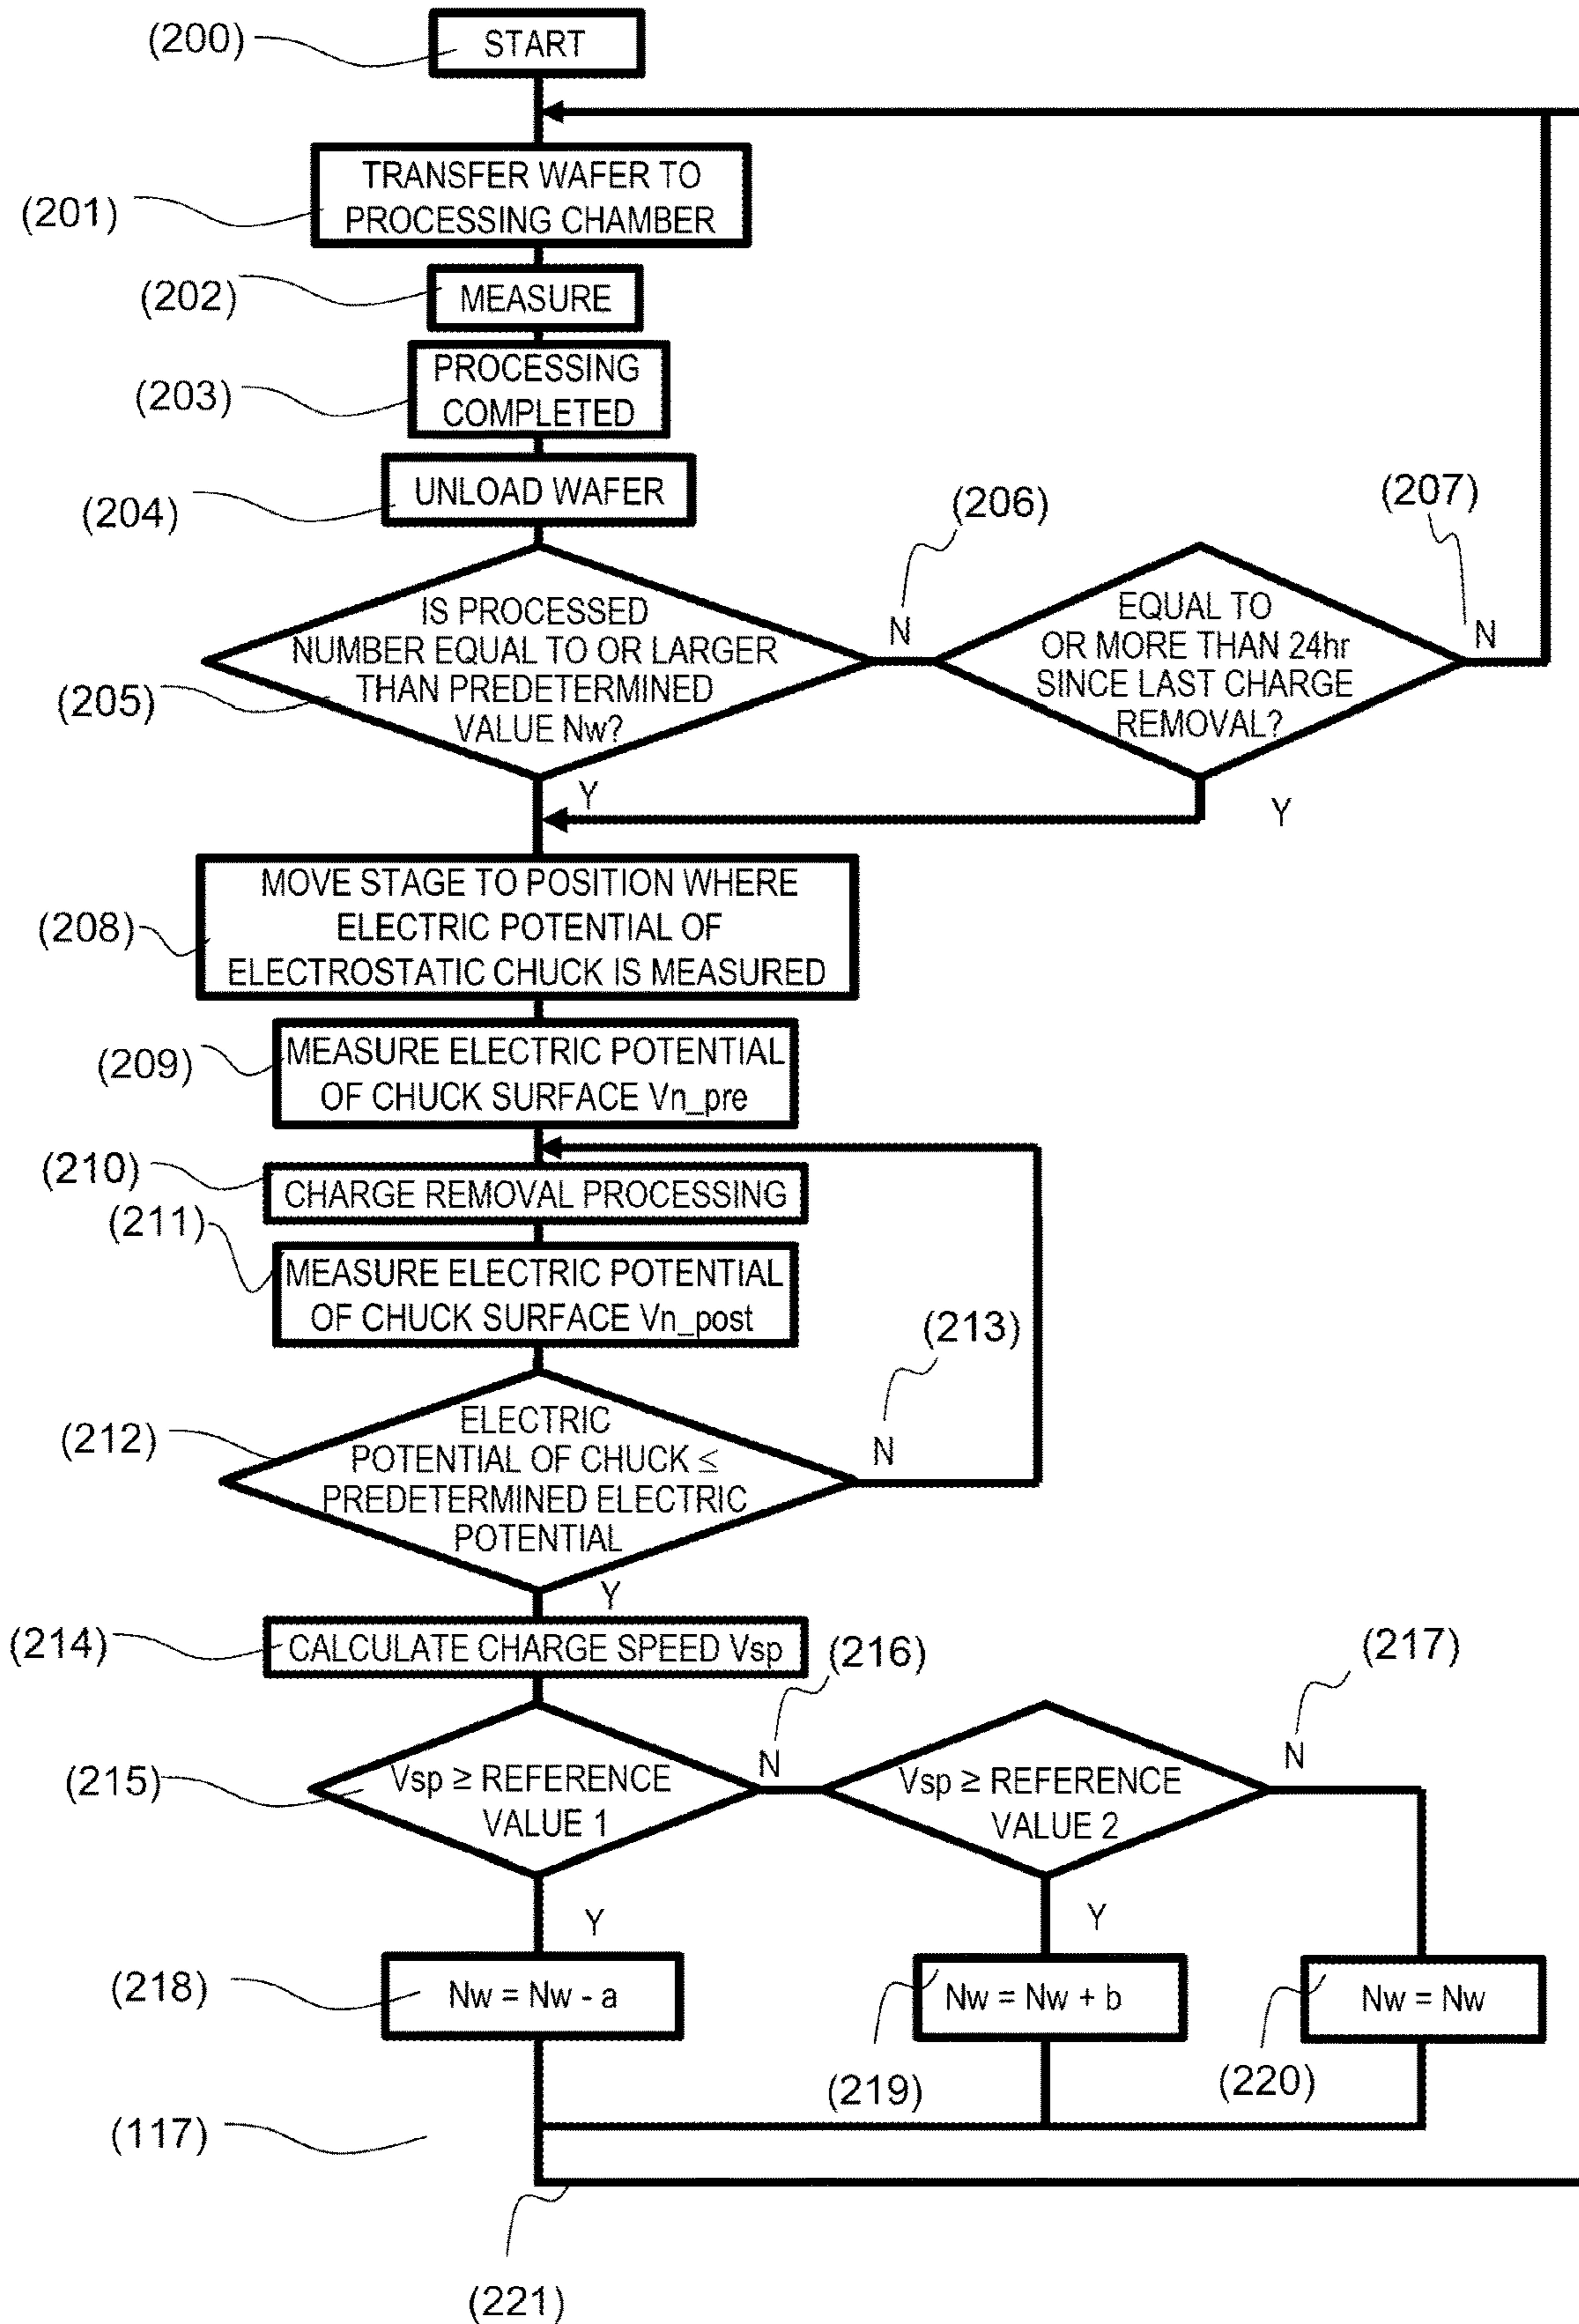 (200)
START
(201)
TRANSFER WAFER TO
PROCESSING CHAMBER
(202)
MEASURE
(203)
PROCESSING
COMPLETED
(204)
UNLOAD WAFER
(205)
IS PROCESSED
NUMBER EQUAL TO OR LARGER
THAN PREDETERMINED
VALUE Nw?
(206)
N
EQUAL TO
OR MORE THAN 24hr
SINCE LAST CHARGE
REMOVAL?
(207)
N
Y
Y
(208)
MOVE STAGE TO POSITION WHERE
ELECTRIC POTENTIAL OF
ELECTROSTATIC CHUCK IS MEASURED
(209)
MEASURE ELECTRIC POTENTIAL
OF CHUCK SURFACE Vn_pre
(210)
CHARGE REMOVAL PROCESSING
(211)
MEASURE ELECTRIC POTENTIAL
OF CHUCK SURFACE Vn_post
(212)
ELECTRIC
POTENTIAL OF CHUCK ≤
PREDETERMINED ELECTRIC
POTENTIAL
(213)
N
Y
(214)
CALCULATE CHARGE SPEED Vsp
(215)
Vsp ≥ REFERENCE
VALUE 1
(216)
N
Vsp ≥ REFERENCE
VALUE 2
(217)
N
Y
Y
(218)
Nw = Nw - a
Nw = Nw + b
(219)
Nw = Nw
(220)
(117)
(221)